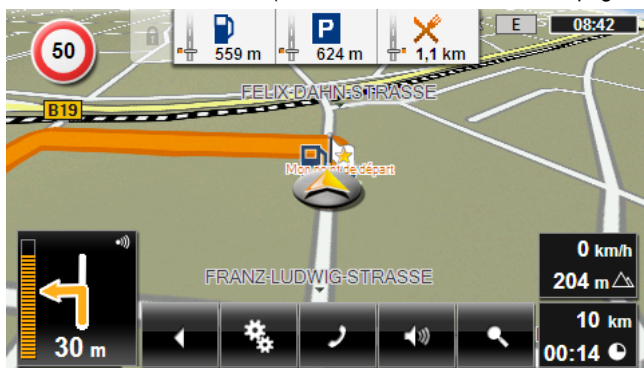 50
559 m
P
624 m
1,1 km
E
08:42
FELIX-DAHN-STRASSE
B19
Mon point de départ
FRANZ-LUDWIG-STRASSE
0 km/h
204 m
30 m
10 km
00:14